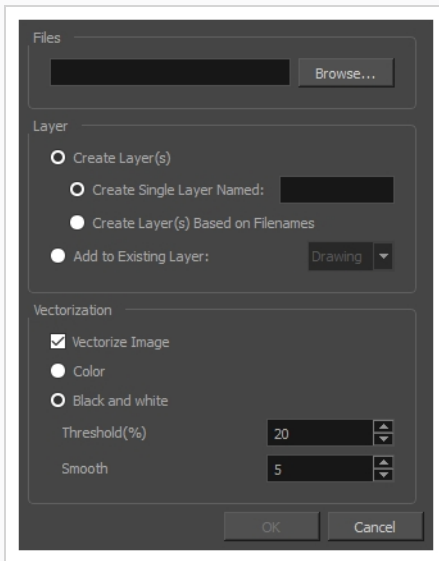 Files
Browse...
Layer
Create Layer(s)
Create Single Layer Named:
Create Layer(s) Based on Filenames
Add to Existing Layer: Drawing
Vectorization
Vectorize Image
Color
Black and white
Threshold(%) 20
Smooth 5
OK Cancel